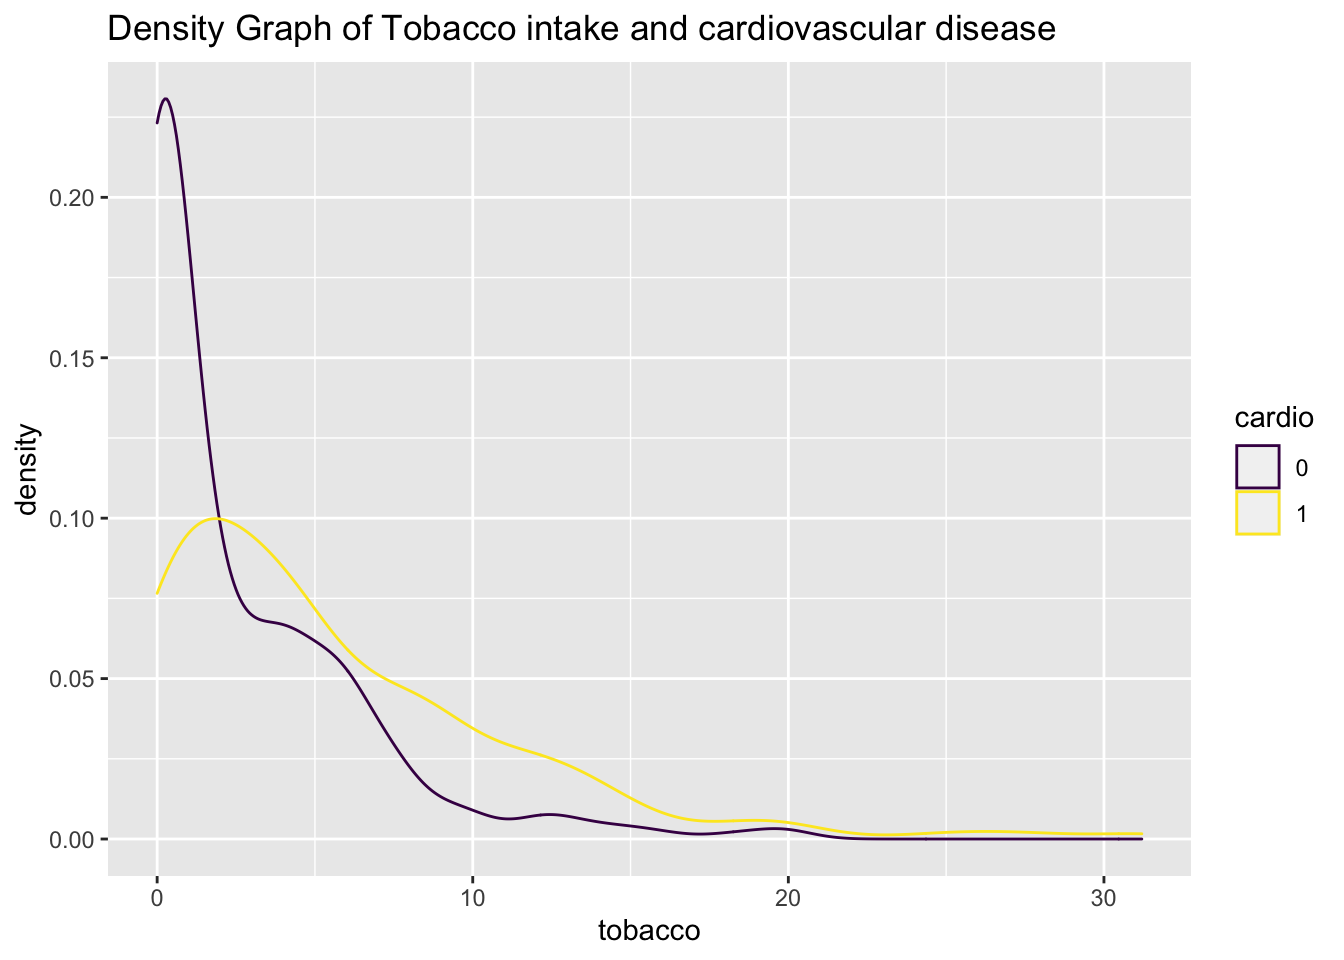 Density Graph of Tobacco intake and cardiovascular disease
density
0.20
0.15
0.10
0.05
0.00
0 10 20 30
tobacco
cardio
0
1